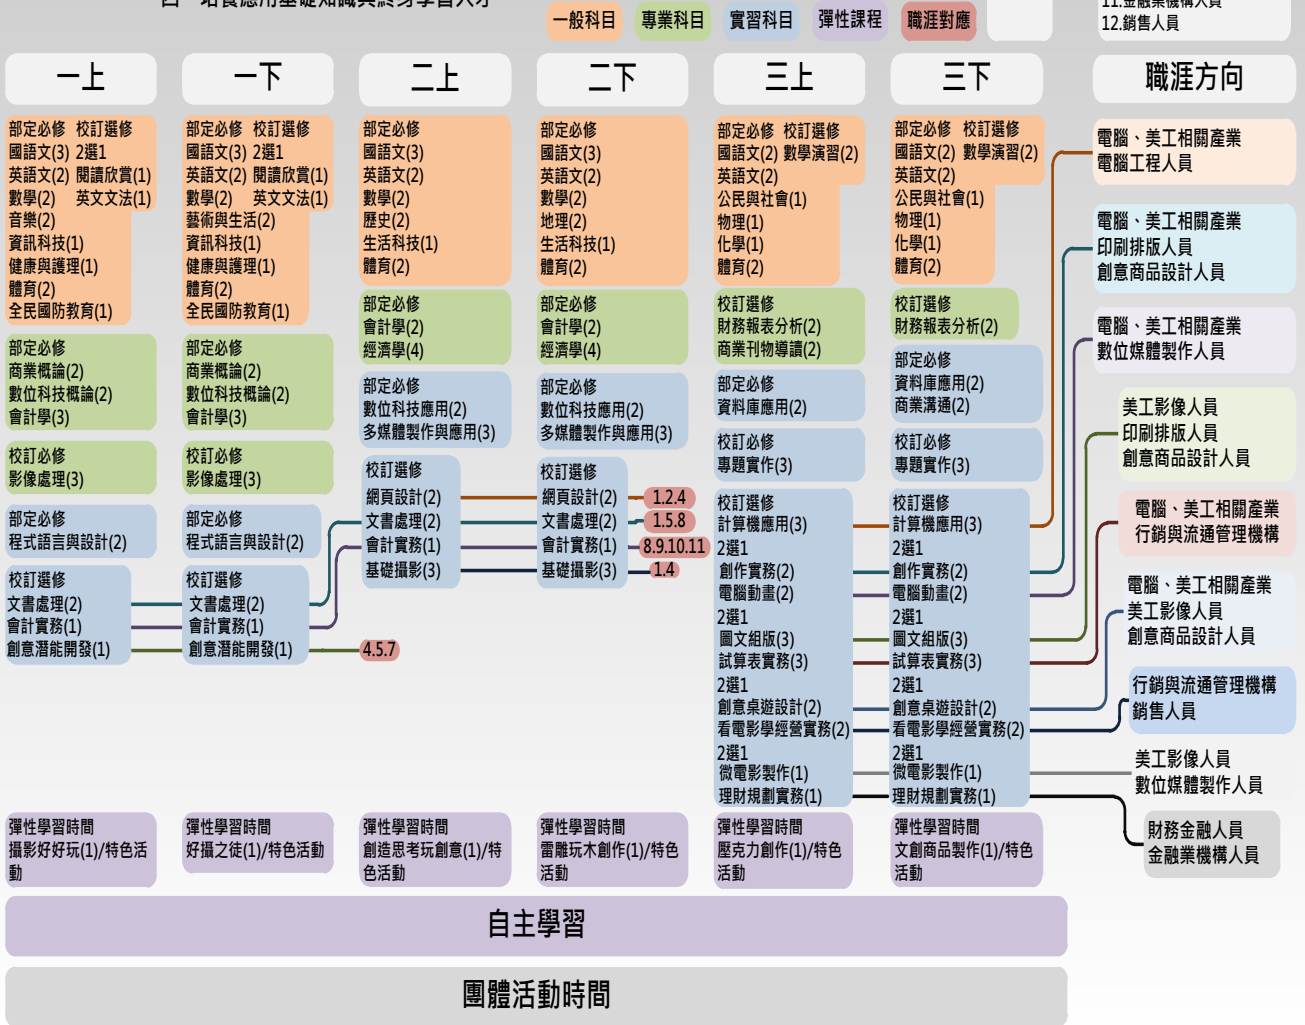 四、培養應用基礎知識與終身學習人才
一般科目
專業科目
實習科目
彈性課程
職涯對應
11.金融業機構人員
12.銷售人員
一上
一下
二上
二下
三上
三下
職涯方向
部定必修 校訂選修
國語文(3) 2選1
英語文(2) 閱讀欣賞(1)
數學(2) 英文文法(1)
音樂(2)
資訊科技(1)
健康與護理(1)
體育(2)
全民國防教育(1)
部定必修
商業概論(2)
數位科技概論(2)
會計學(3)
校訂必修
影像處理(3)
部定必修
程式語言與設計(2)
校訂選修
文書處理(2)
會計實務(1)
創意潛能開發(1)
彈性學習時間
攝影好好玩(1)/特色活
動
部定必修 校訂選修
國語文(3) 2選1
英語文(2) 閱讀欣賞(1)
數學(2) 英文文法(1)
藝術與生活(2)
資訊科技(1)
健康與護理(1)
體育(2)
全民國防教育(1)
部定必修
商業概論(2)
數位科技概論(2)
會計學(3)
校訂必修
影像處理(3)
部定必修
程式語言與設計(2)
校訂選修
文書處理(2)
會計實務(1)
創意潛能開發(1)
4.5.7
彈性學習時間
好攝之徒(1)/特色活動
部定必修
國語文(3)
英語文(2)
數學(2)
歷史(2)
生活科技(1)
體育(2)
部定必修
會計學(2)
經濟學(4)
部定必修
數位科技應用(2)
多媒體製作與應用(3)
校訂選修
網頁設計(2)
文書處理(2)
會計實務(1)
基礎攝影(3)
彈性學習時間
創造思考玩創意(1)/特
色活動
部定必修
國語文(3)
英語文(2)
數學(2)
地理(2)
生活科技(1)
體育(2)
部定必修
會計學(2)
經濟學(4)
部定必修
數位科技應用(2)
多媒體製作與應用(3)
校訂選修
網頁設計(2)
文書處理(2)
會計實務(1)
基礎攝影(3)
1.2.4
1.5.8
8.9.10.11
1.4
彈性學習時間
雷雕玩木創作(1)/特色
活動
部定必修 校訂選修
國語文(2) 數學演習(2)
英語文(2)
公民與社會(1)
物理(1)
化學(1)
體育(2)
校訂選修
財務報表分析(2)
商業刊物導讀(2)
部定必修
資料庫應用(2)
校訂必修
專題實作(3)
校訂選修
計算機應用(3)
2選1
創作實務(2)
電腦動畫(2)
2選1
圖文組版(3)
試算表實務(3)
2選1
創意桌遊設計(2)
看電影學經營實務(2)
2選1
微電影製作(1)
理財規劃實務(1)
彈性學習時間
壓克力創作(1)/特色
活動
部定必修 校訂選修
國語文(2) 數學演習(2)
英語文(2)
公民與社會(1)
物理(1)
化學(1)
體育(2)
校訂選修
財務報表分析(2)
部定必修
資料庫應用(2)
商業溝通(2)
校訂必修
專題實作(3)
校訂選修
計算機應用(3)
2選1
創作實務(2)
電腦動畫(2)
2選1
圖文組版(3)
試算表實務(3)
2選1
創意桌遊設計(2)
看電影學經營實務(2)
2選1
微電影製作(1)
理財規劃實務(1)
彈性學習時間
文創商品製作(1)/特色
活動
電腦、美工相關產業
電腦工程人員
電腦、美工相關產業
印刷排版人員
創意商品設計人員
電腦、美工相關產業
數位媒體製作人員
美工影像人員
印刷排版人員
創意商品設計人員
電腦、美工相關產業
行銷與流通管理機構
電腦、美工相關產業
美工影像人員
創意商品設計人員
行銷與流通管理機構
銷售人員
美工影像人員
數位媒體製作人員
財務金融人員
金融業機構人員
自主學習
團體活動時間